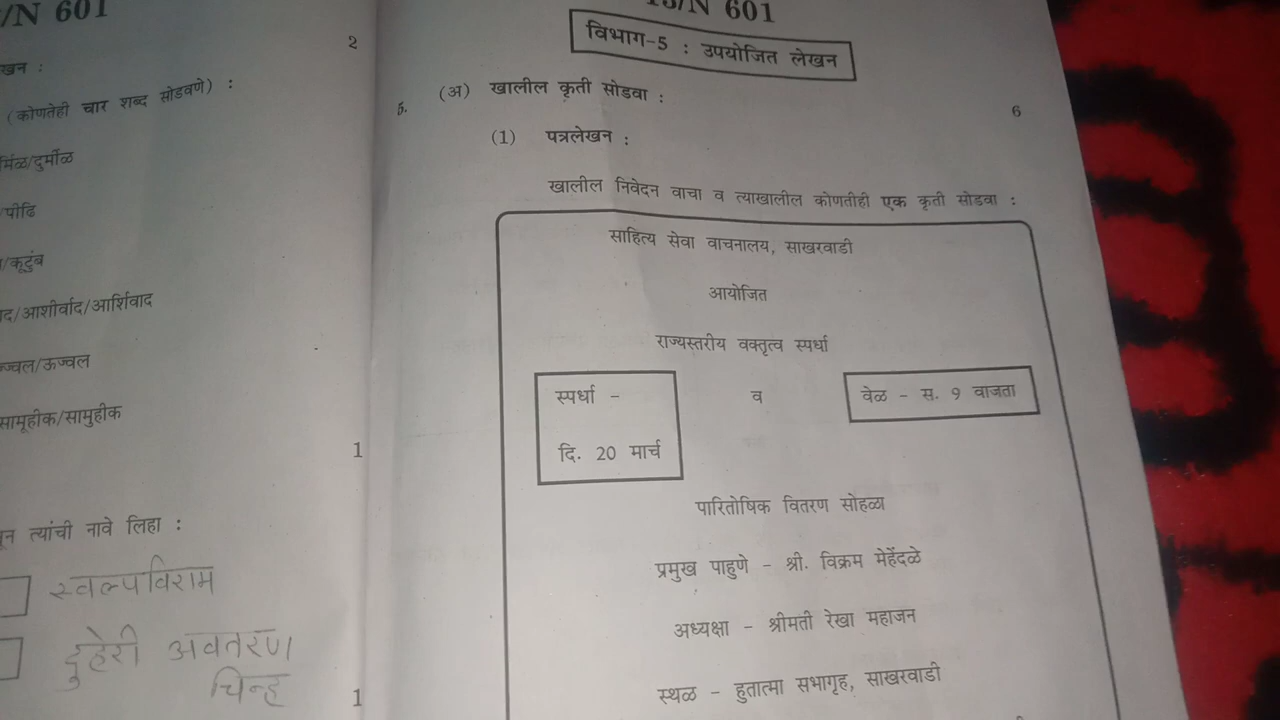 /N 601
2
खन :
(कोणतेही चार शब्द सोडवणे) :
र्मिळ/दुर्मीळ
/पीढि
/कूटुंब
द/आशीर्वाद/आर्शिवाद
ज्वल/ऊज्वल
सामूहीक/सामुहीक
1
त्यांची नावे लिहा :
स्वल्पविराम
दुहेरी अवतरण
चिन्ह
1
/N 601
विभाग-5 : उपयोजित लेखन
5. (अ) खालील कृती सोडवा :
6
(1) पत्रलेखन :
खालील निवेदन वाचा व त्याखालील कोणतीही एक कृती सोडवा :
साहित्य सेवा वाचनालय, साखरवाडी
आयोजित
राज्यस्तरीय वक्तृत्व स्पर्धा
स्पर्धा -
दि. 20 मार्च
व
वेळ - स. 9 वाजता
पारितोषिक वितरण सोहळा
प्रमुख पाहुणे - श्री. विक्रम मेहेंदळे
अध्यक्षा - श्रीमती रेखा महाजन
स्थळ - हुतात्मा सभागृह, साखरवाडी